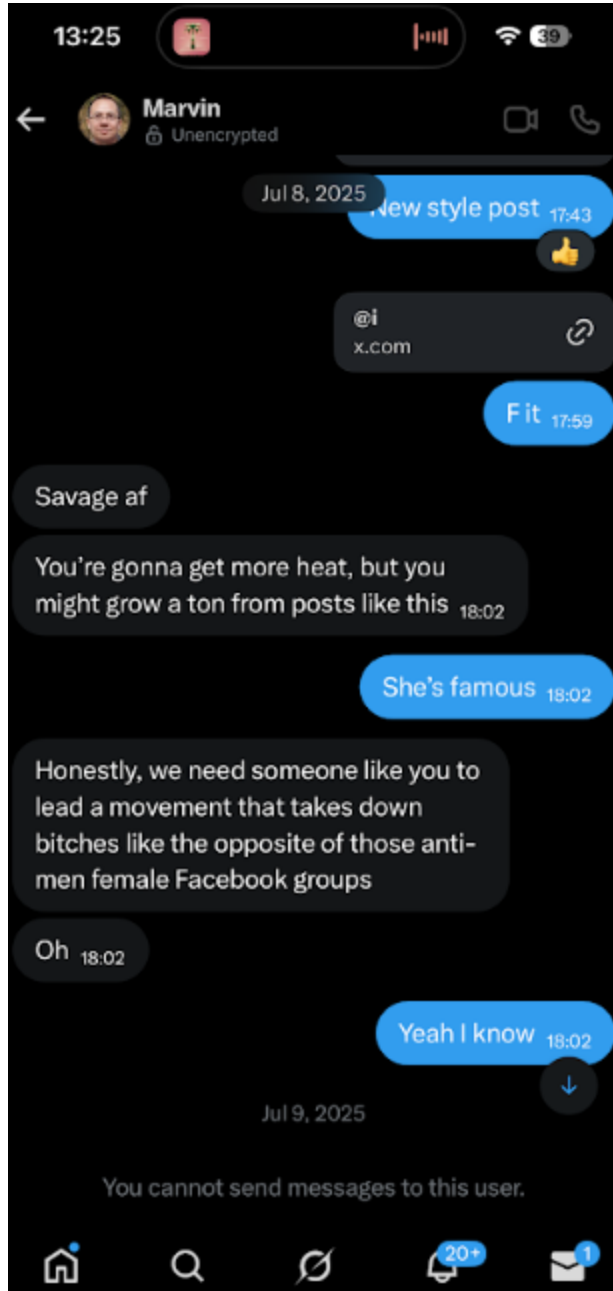 13:25
39
Marvin
Unencrypted
Jul 8, 2025
New style post 17:43
@i
x.com
F it 17:59
Savage af
You’re gonna get more heat, but you
might grow a ton from posts like this 18:02
She’s famous 18:02
Honestly, we need someone like you to
lead a movement that takes down
bitches like the opposite of those anti-
men female Facebook groups
Oh 18:02
Yeah I know 18:02
Jul 9, 2025
You cannot send messages to this user.
20+
1